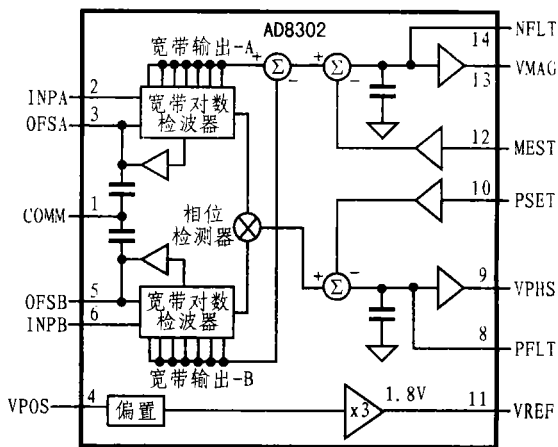 AD8302
宽带输出-A
INPA 2
OFSA 3
宽带对数
检波器
COMM 1
相位
检测器
OFSB 5
INPB 6
宽带对数
检波器
宽带输出-B
VPOS 4
偏置
x3
1.8V
+ Σ -
+ Σ -
+ Σ -
14 NFLT
13 VMAG
12 MEST
10 PSET
9 VPHS
8 PFLT
11 VREF